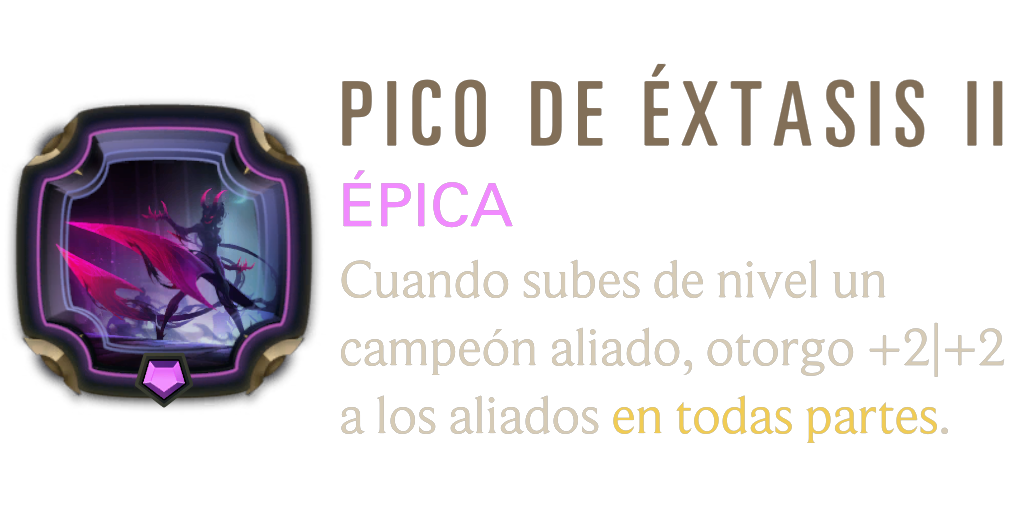 PICO DE ÉXTASIS II
ÉPICA
Cuando subes de nivel un
campeón aliado, otorgo +2|+2
a los aliados en todas partes.